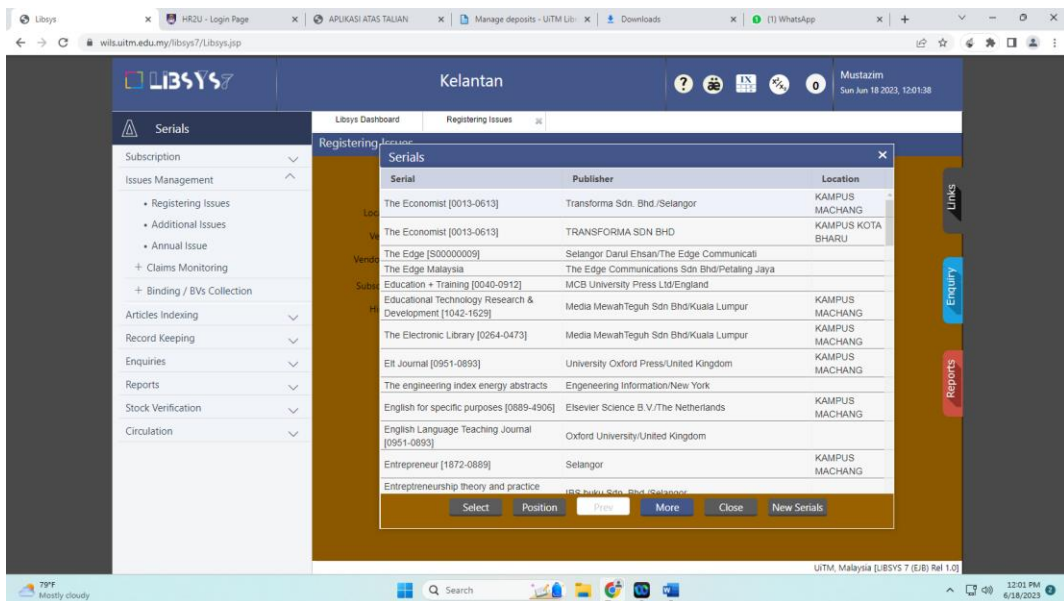 Libsys
HR2U - Login Page
APLIKASI ATAS TALIAN
Manage deposits - UiTM Lib
Downloads
(1) WhatsApp
wils.uitm.edu.my/libsys7/Libsys.jsp
LIBSYS7
Kelantan
0
Mustazim
Sun Jun 18 2023, 12:01:38
Serials
Libsys Dashboard
Registering Issues
Registering Issues
Subscription
Issues Management
Registering Issues
Additional Issues
Annual Issue
Claims Monitoring
Binding / BVs Collection
Articles Indexing
Record Keeping
Enquiries
Reports
Stock Verification
Circulation
Serials
Serial Publisher Location
The Economist [0013-0613] Transforma Sdn. Bhd./Selangor KAMPUS
MACHANG
The Economist [0013-0613] TRANSFORMA SDN BHD KAMPUS KOTA
BHARU
The Edge [S00000009] Selangor Darul Ehsan/The Edge Communicati
The Edge Malaysia The Edge Communications Sdn Bhd/Petaling Jaya
Education + Training [0040-0912] MCB University Press Ltd/England
Educational Technology Research &
Development [1042-1629] Media MewahTeguh Sdn Bhd/Kuala Lumpur KAMPUS
MACHANG
The Electronic Library [0264-0473] Media MewahTeguh Sdn Bhd/Kuala Lumpur KAMPUS
MACHANG
Elt Journal [0951-0893] University Oxford Press/United Kingdom KAMPUS
MACHANG
The engineering index energy abstracts Engeneering Information/New York
English for specific purposes [0889-4906] Elsevier Science B.V./The Netherlands KAMPUS
MACHANG
English Language Teaching Journal
[0951-0893] Oxford University/United Kingdom
Entrepreneur [1872-0889] Selangor KAMPUS
MACHANG
Entreptreneurship theory and practice
IBS buku Sdn. Bhd./Selangor
Select
Position
Prev
More
Close
New Serials
Links
Enquiry
Reports
UiTM, Malaysia [LIBSYS 7 (EJB) Rel 1.0]
79°F
Mostly cloudy
Search
12:01 PM
6/18/2023